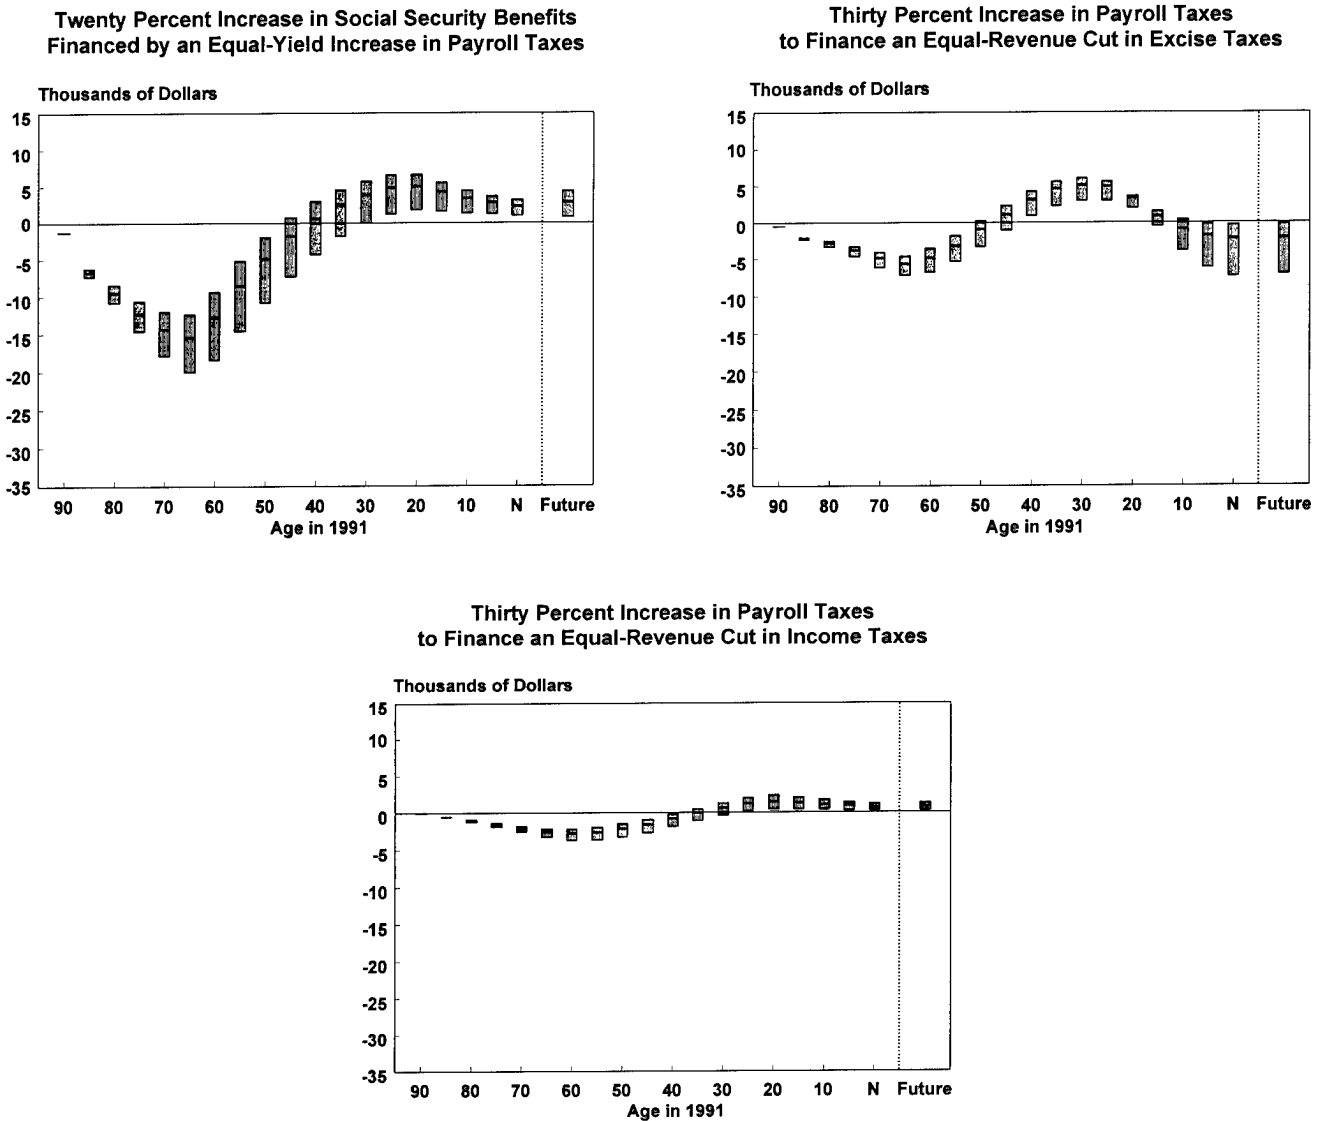 Twenty Percent Increase in Social Security Benefits
Financed by an Equal-Yield Increase in Payroll Taxes
Thousands of Dollars
15
10
5
0
-5
-10
-15
-20
-25
-30
-35
90 80 70 60 50 40 30 20 10 N Future
Age in 1991
Thirty Percent Increase in Payroll Taxes
to Finance an Equal-Revenue Cut in Excise Taxes
Thousands of Dollars
15
10
5
0
-5
-10
-15
-20
-25
-30
-35
90 80 70 60 50 40 30 20 10 N Future
Age in 1991
Thirty Percent Increase in Payroll Taxes
to Finance an Equal-Revenue Cut in Income Taxes
Thousands of Dollars
15
10
5
0
-5
-10
-15
-20
-25
-30
-35
90 80 70 60 50 40 30 20 10 N Future
Age in 1991